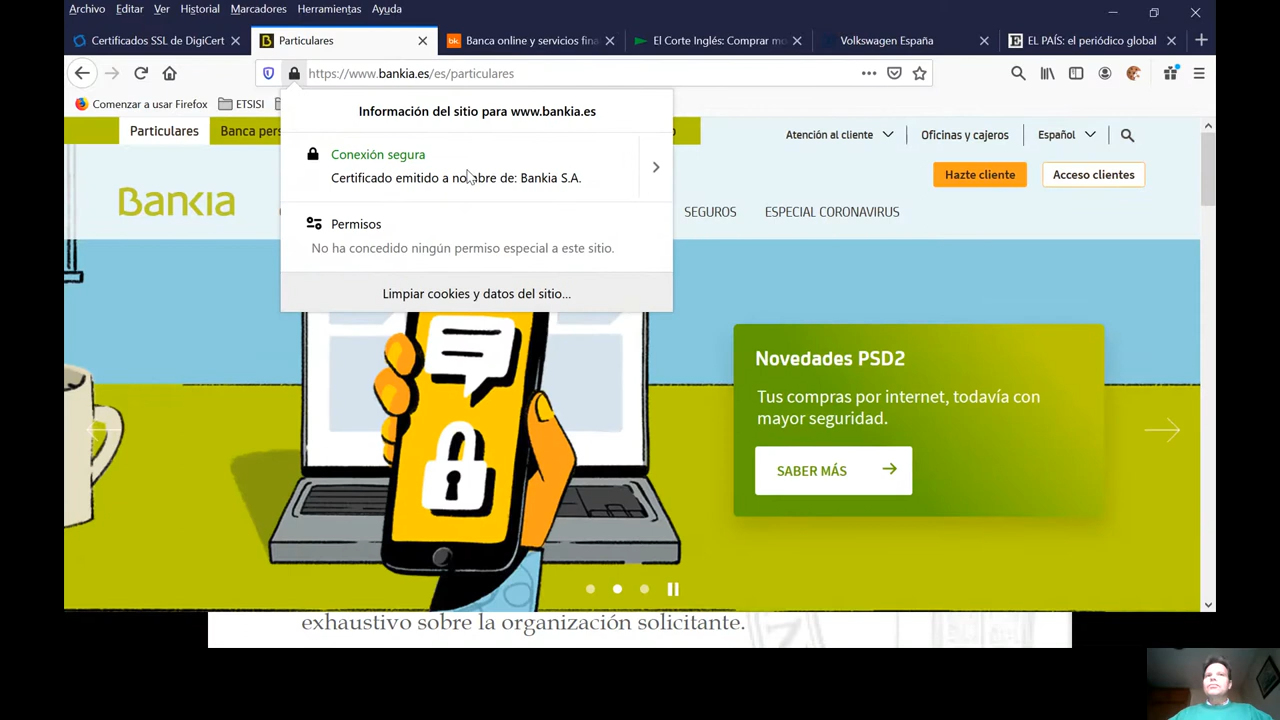 Archivo Editar Ver Historial Marcadores Herramientas Ayuda
Certificados SSL de DigiCert
Particulares
bk. Banca online y servicios fina
El Corte Inglés: Comprar mo
Volkswagen España
E EL PAÍS: el periódico global
https://www.bankia.es/es/particulares
Comenzar a usar Firefox
ETSISI
Información del sitio para www.bankia.es
Conexión segura
Certificado emitido a nombre de: Bankia S.A.
Permisos
No ha concedido ningún permiso especial a este sitio.
Limpiar cookies y datos del sitio...
Particulares
Banca
Atención al cliente
Oficinas y cajeros
Español
Bankia
Hazte cliente
Acceso clientes
SEGUROS
ESPECIAL CORONAVIRUS
Novedades PSD2
Tus compras por internet, todavía con
mayor seguridad.
SABER MÁS
exhaustivo sobre la organización solicitante.